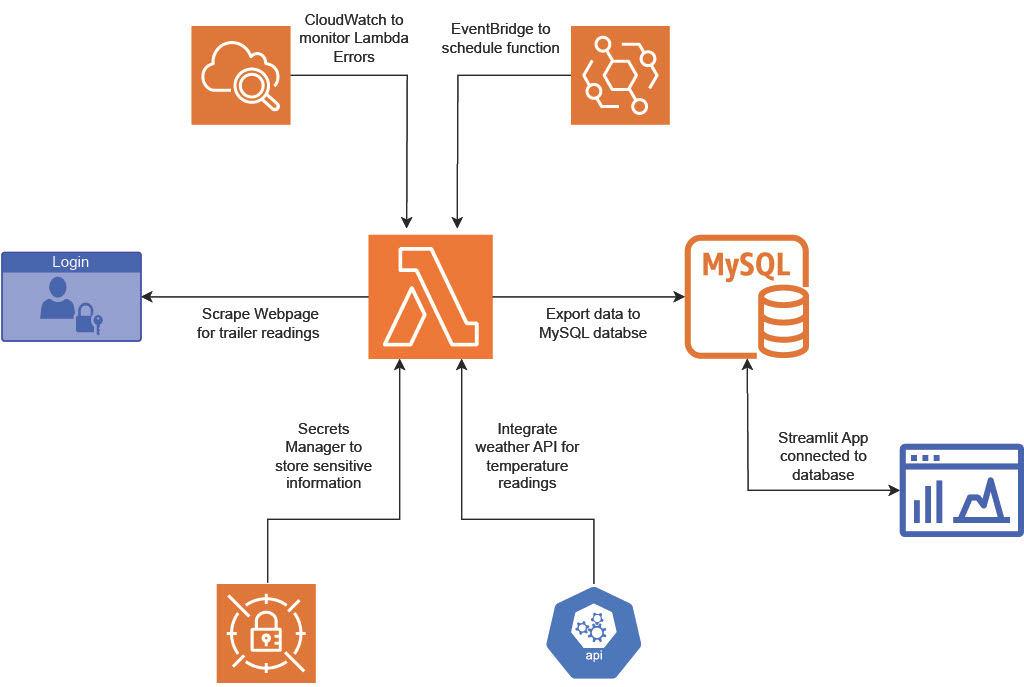 CloudWatch to
monitor Lambda
Errors
EventBridge to
schedule function
Login
Scrape Webpage
for trailer readings
MySQL
Export data to
MySQL databse
Secrets
Manager to
store sensitive
information
Integrate
weather API for
temperature
readings
Streamlit App
connected to
database
api